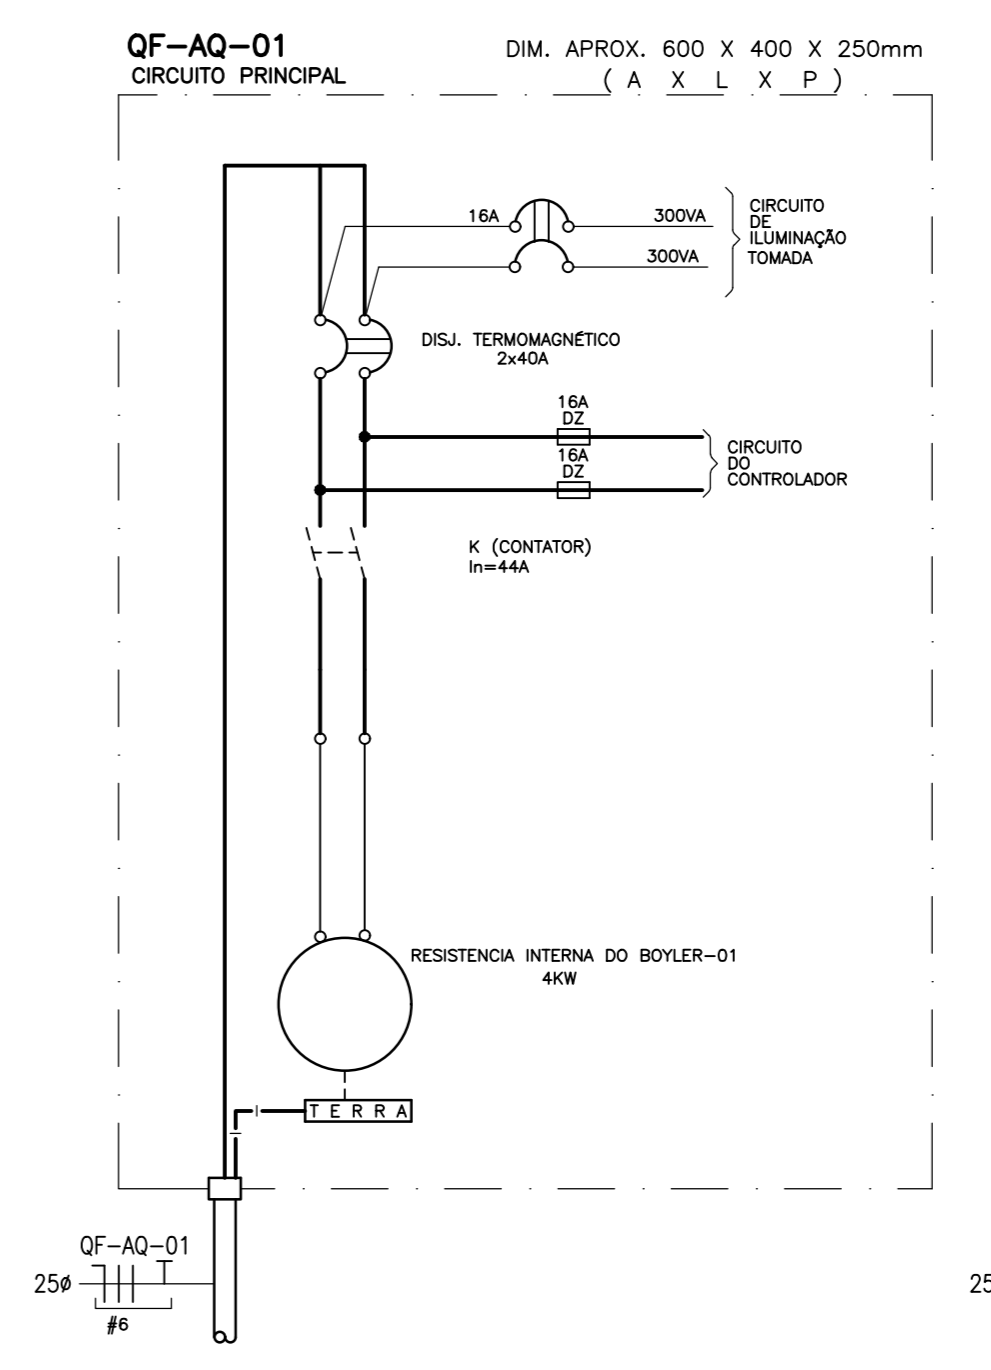 QF-AQ-01
CIRCUITO PRINCIPAL
DIM. APROX. 600 X 400 X 250mm
( A X L X P )
16A
300VA
300VA
CIRCUITO
DE
ILUMINAÇÃO
TOMADA
DISJ. TERMOMAGNÉTICO
2x40A
16A
DZ
16A
DZ
CIRCUITO
DO
CONTROLADOR
K (CONTATOR)
In=44A
RESISTENCIA INTERNA DO BOYLER-01
4KW
TERRA
QF-AQ-01
25ø
#6
25